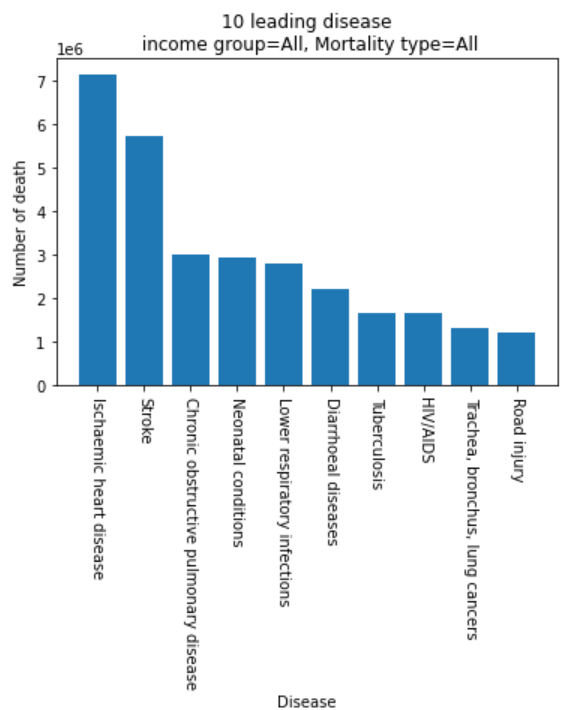 10 leading disease
income group=All, Mortality type=All
1e6
7
6
5
4
3
2
1
0
Number of death
Ischaemic heart disease
Stroke
Chronic obstructive pulmonary disease
Neonatal conditions
Lower respiratory infections
Diarrhoeal diseases
Tuberculosis
HIV/AIDS
Trachea, bronchus, lung cancers
Road injury
Disease